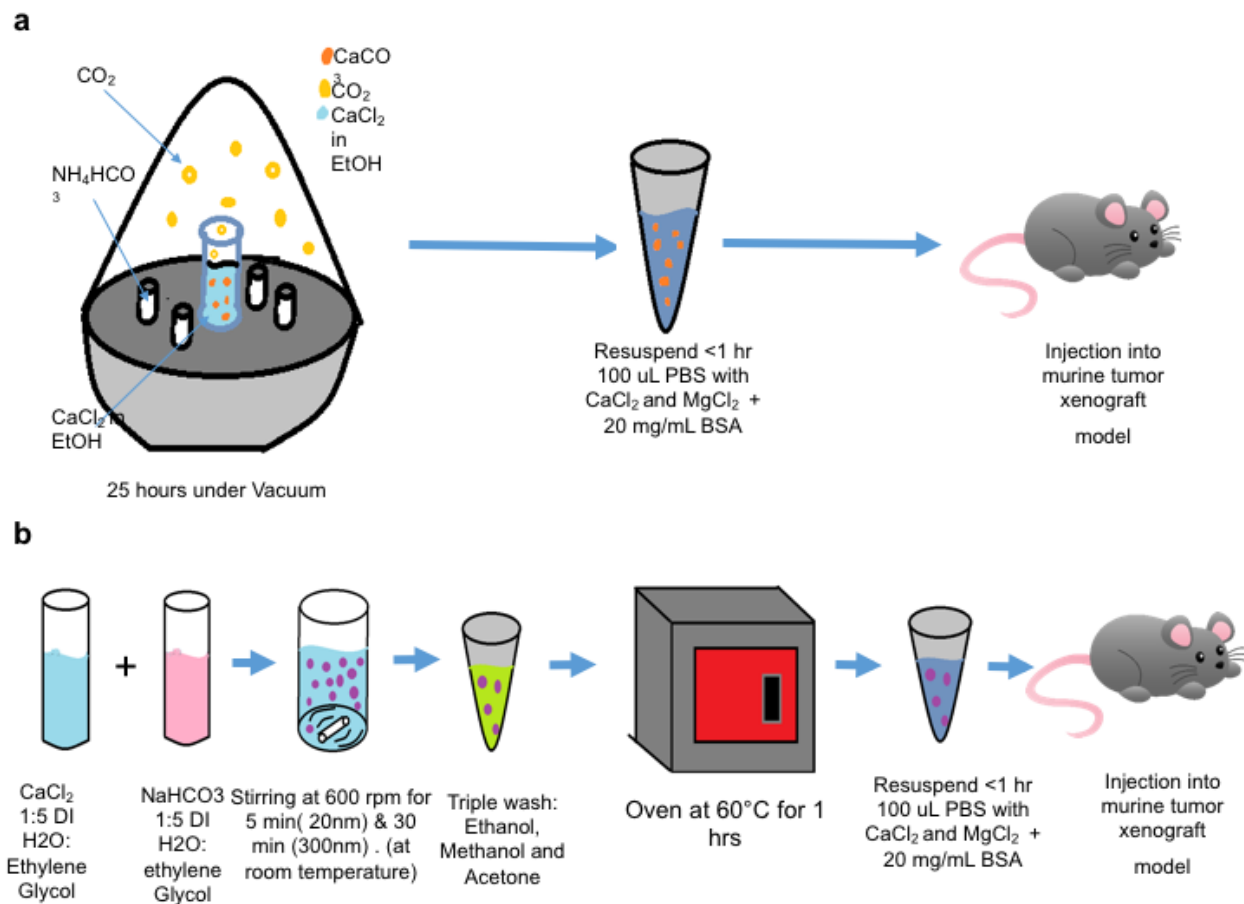 a
CO₂
NH₄HCO
3
CaCl₂ in
EtOH
CaCO
3
CO₂
CaCl₂
in
EtOH
25 hours under Vacuum
Resuspend <1 hr
100 uL PBS with
CaCl₂ and MgCl₂ +
20 mg/mL BSA
Injection into
murine tumor
xenograft
model
b
+
CaCl₂
1:5 DI
H2O:
Ethylene
Glycol
NaHCO3
1:5 DI
H2O:
ethylene
Glycol
Stirring at 600 rpm for
5 min( 20nm) & 30
min (300nm) . (at
room temperature)
Triple wash:
Ethanol,
Methanol and
Acetone
Oven at 60°C for 1
hrs
Resuspend <1 hr
100 uL PBS with
CaCl₂ and MgCl₂ +
20 mg/mL BSA
Injection into
murine tumor
xenograft
model